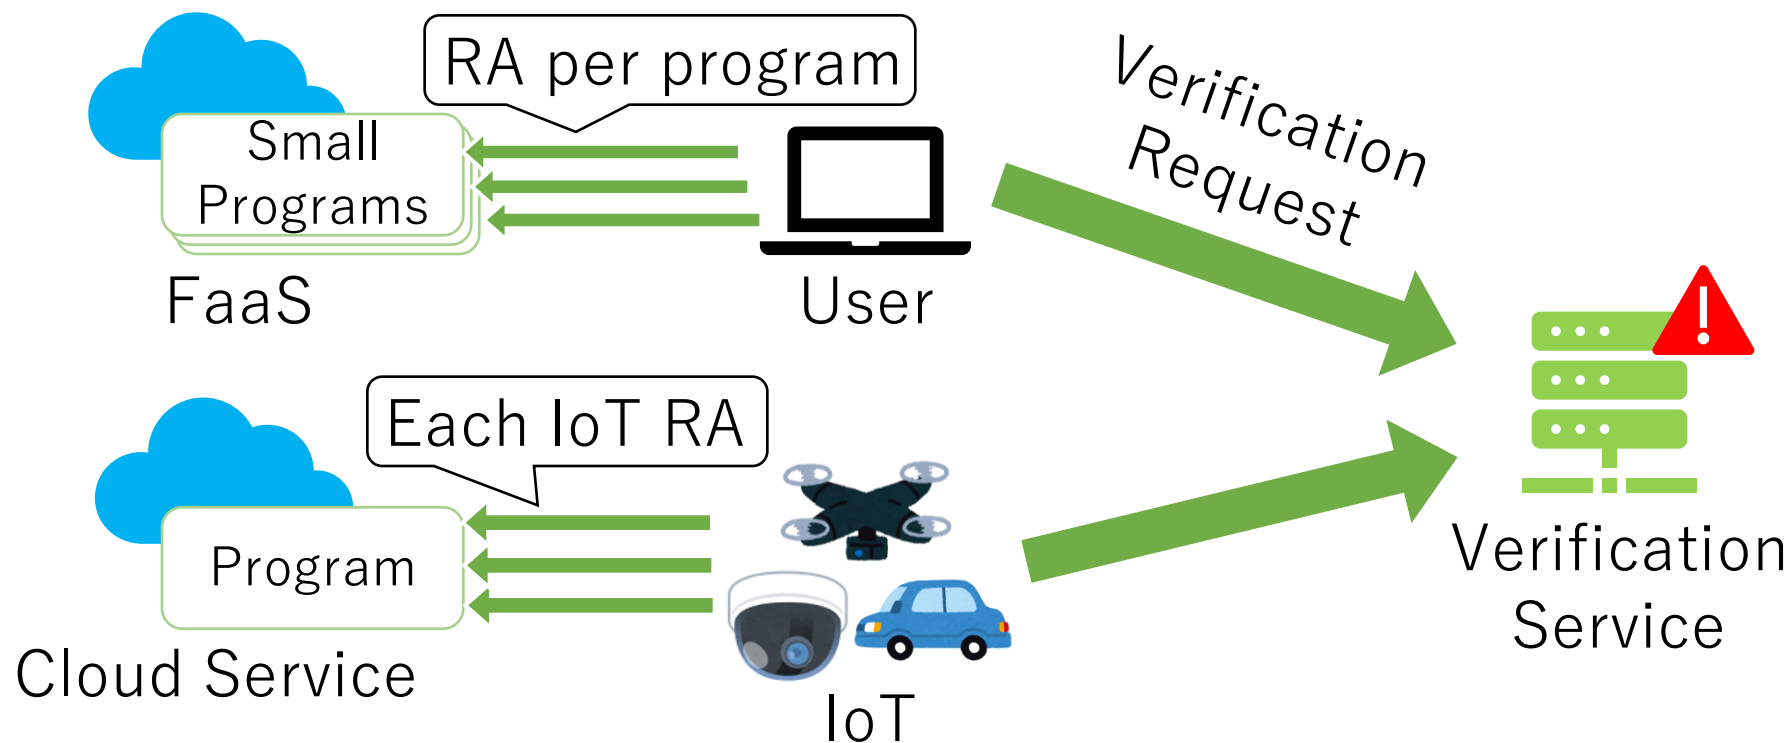 RA per program
Small
Programs
FaaS
User
Verification
Request
Each IoT RA
Program
Cloud Service
IoT
Verification
Service